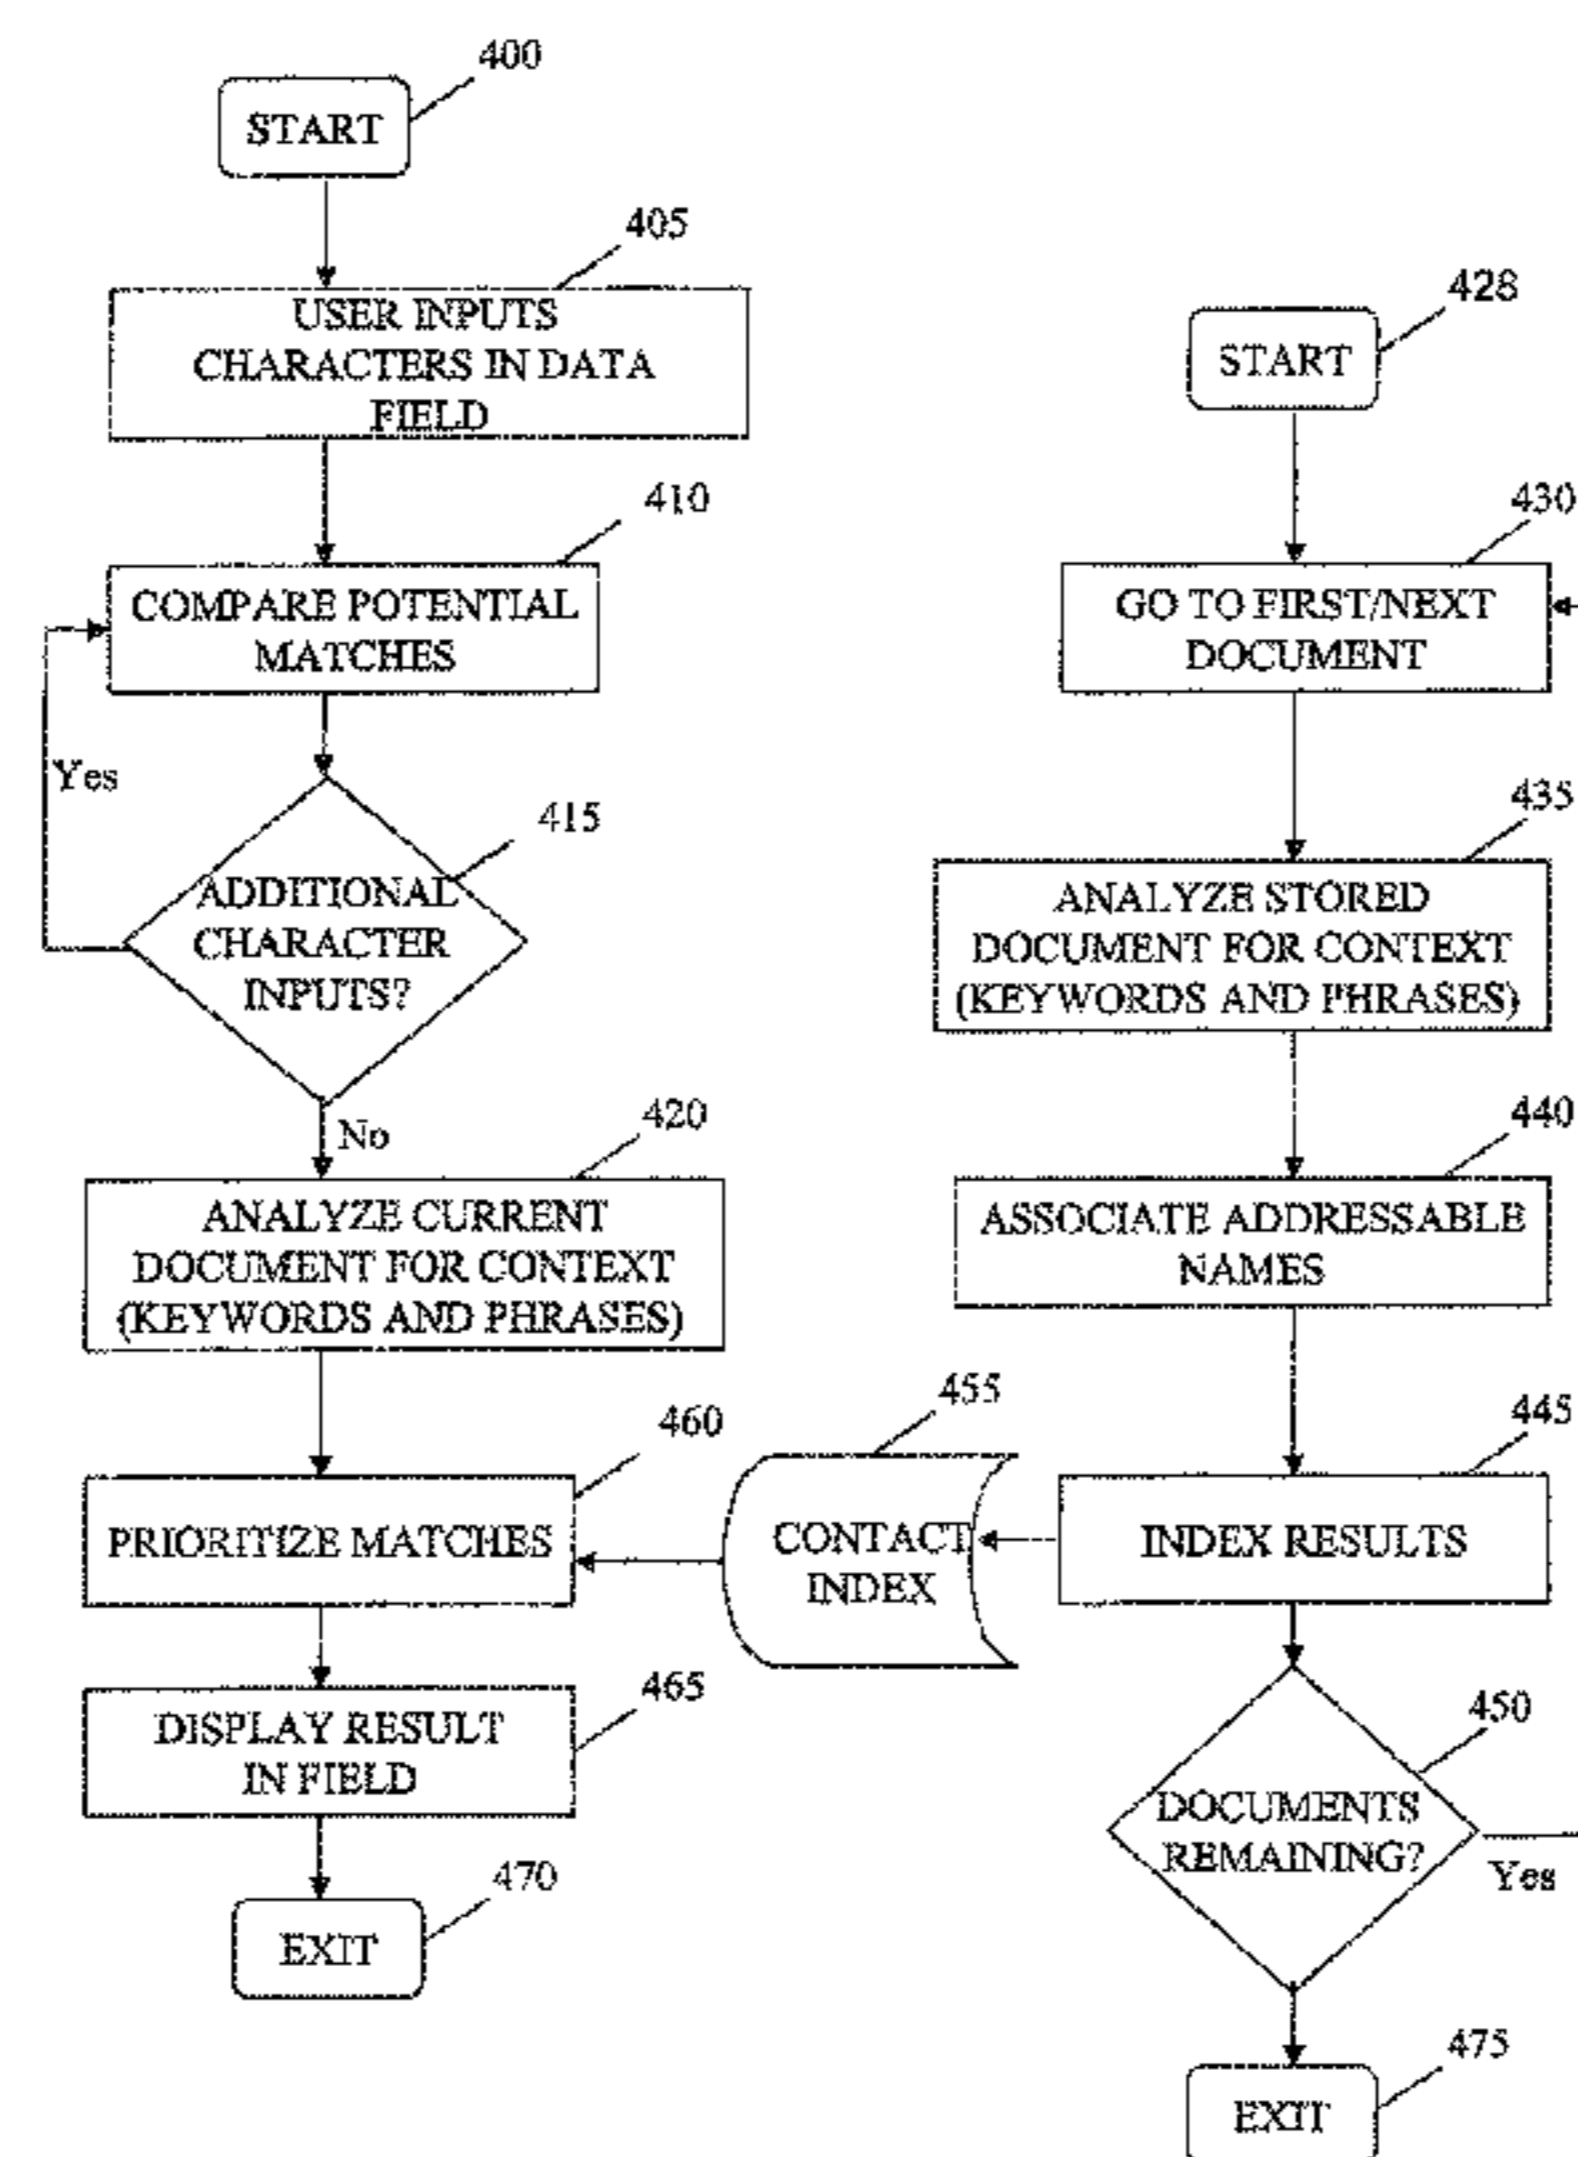 400
START
405
USER INPUTS
CHARACTERS IN DATA
FIELD
410
COMPARE POTENTIAL
MATCHES
Yes
415
ADDITIONAL
CHARACTER
INPUTS?
No
420
ANALYZE CURRENT
DOCUMENT FOR CONTEXT
(KEYWORDS AND PHRASES)
460
PRIORITIZE MATCHES
465
DISPLAY RESULT
IN FIELD
470
EXIT
455
CONTACT
INDEX
428
START
430
GO TO FIRST/NEXT
DOCUMENT
435
ANALYZE STORED
DOCUMENT FOR CONTEXT
(KEYWORDS AND PHRASES)
440
ASSOCIATE ADDRESSABLE
NAMES
445
INDEX RESULTS
450
DOCUMENTS
REMAINING?
Yes
475
EXIT